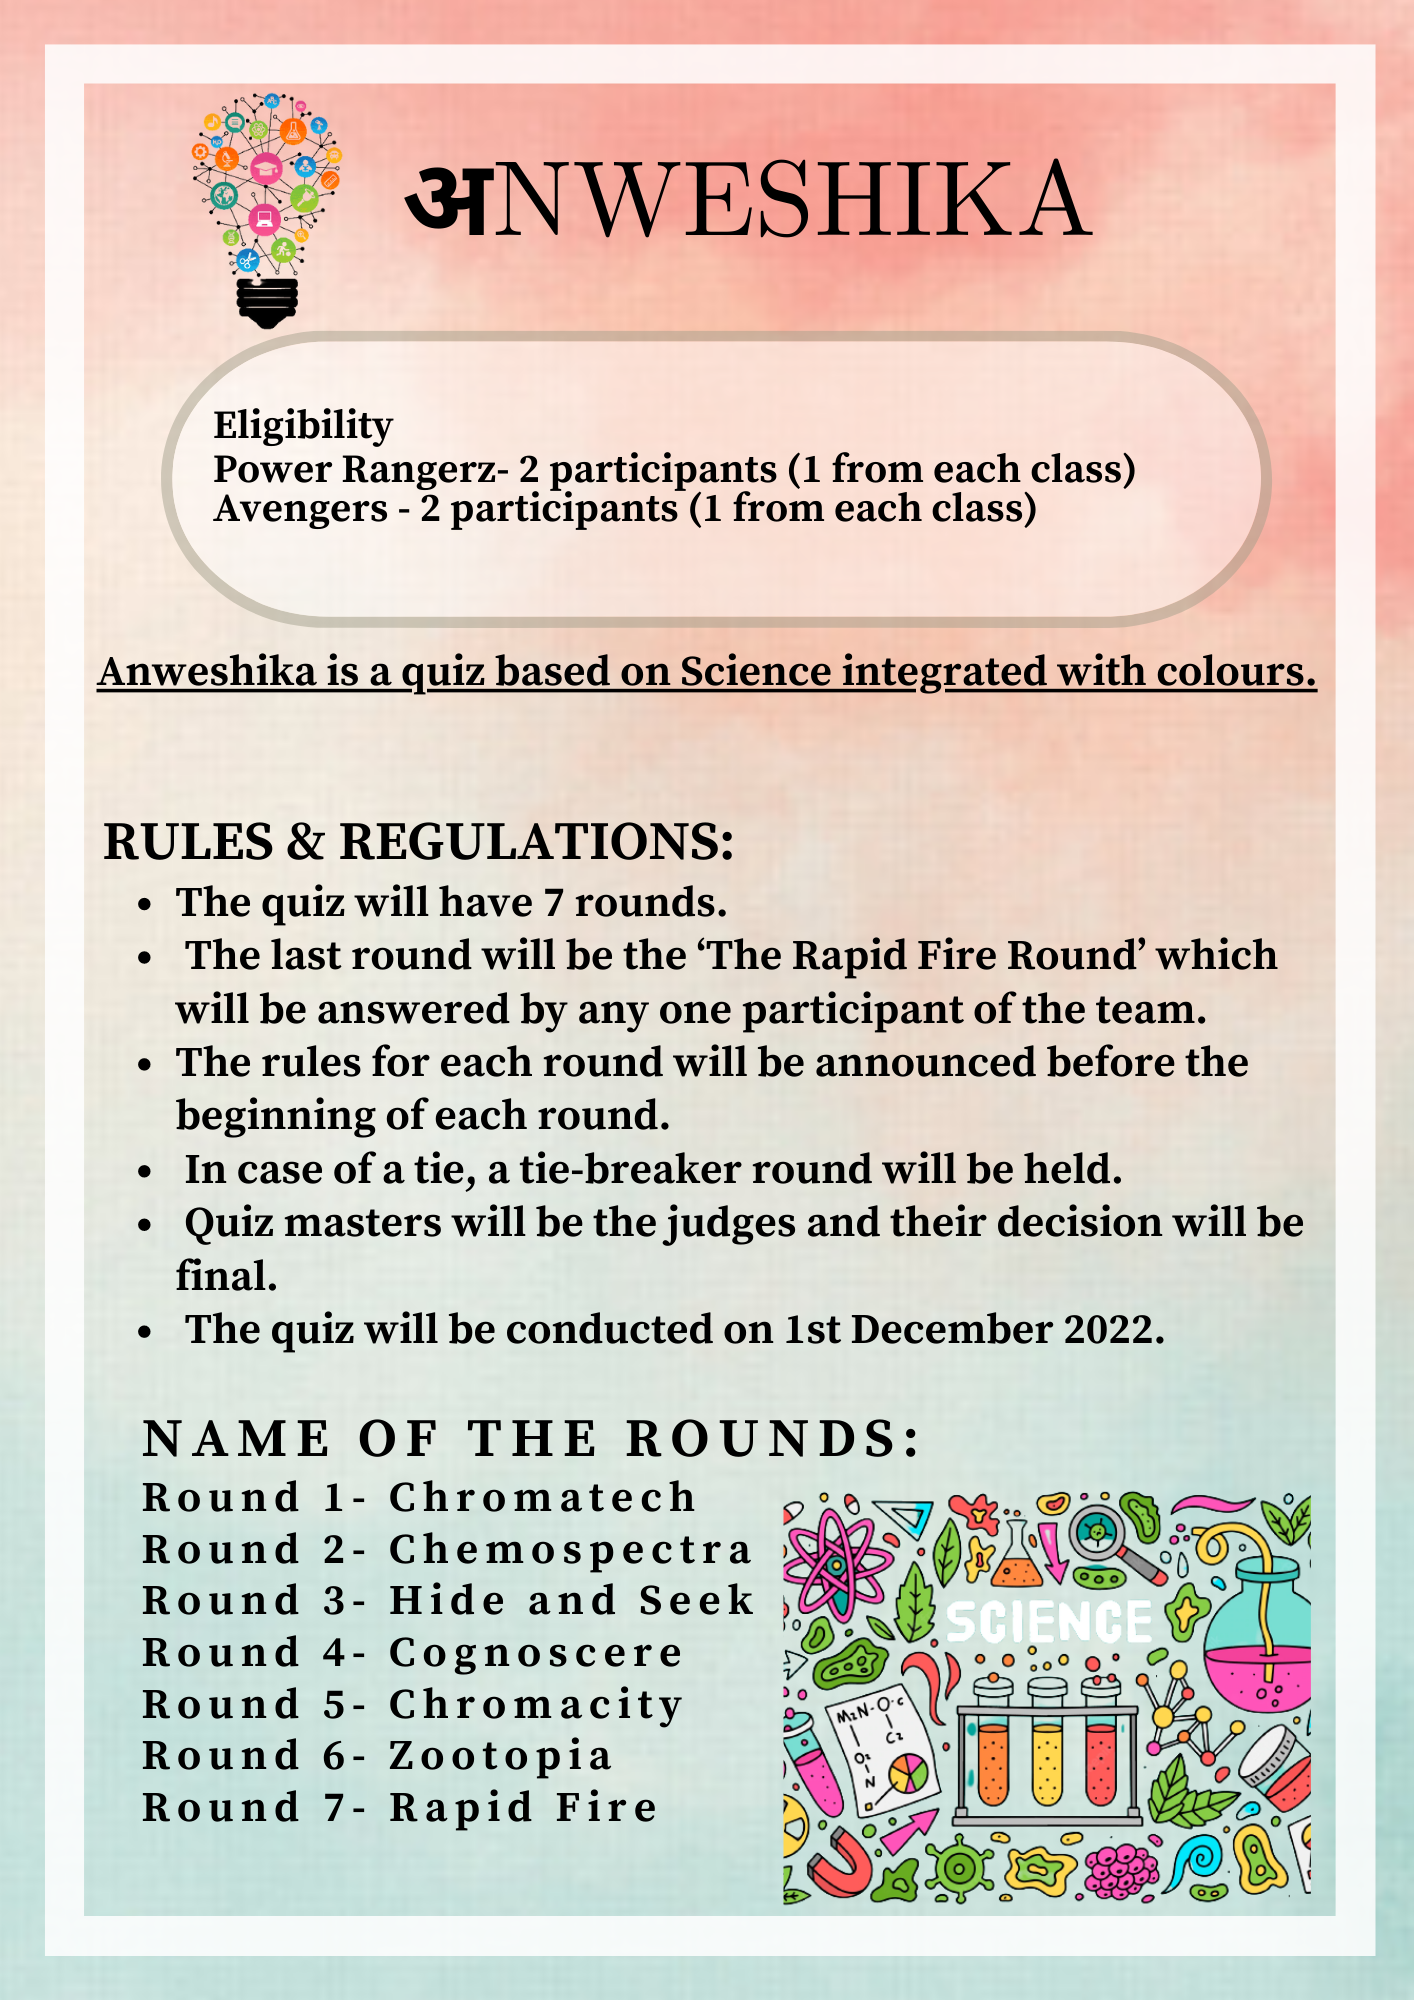 अNWESHIKA
Eligibility
Power Rangerz- 2 participants (1 from each class)
Avengers - 2 participants (1 from each class)
Anweshika is a quiz based on Science integrated with colours.
RULES & REGULATIONS:
• The quiz will have 7 rounds.
• The last round will be the ‘The Rapid Fire Round’ which
will be answered by any one participant of the team.
• The rules for each round will be announced before the
beginning of each round.
• In case of a tie, a tie-breaker round will be held.
• Quiz masters will be the judges and their decision will be
final.
• The quiz will be conducted on 1st December 2022.
NAME OF THE ROUNDS:
Round 1- Chromatech
Round 2- Chemospectra
Round 3- Hide and Seek
Round 4- Cognoscere
Round 5- Chromacity
Round 6- Zootopia
Round 7- Rapid Fire
SCIENCE
M2N-O·c
C2
O2
N